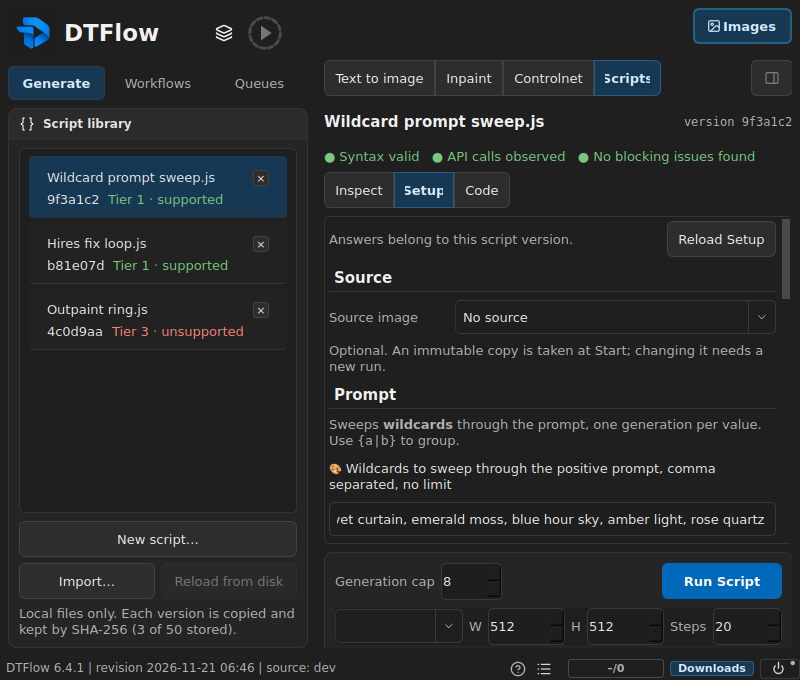 DTFlow
Images
Generate
Workflows
Queues
Text to image
Inpaint
Controlnet
Scripts
{ } Script library
Wildcard prompt sweep.js
9f3a1c2 Tier 1 · supported
Hires fix loop.js
b81e07d Tier 1 · supported
Outpaint ring.js
4c0d9aa Tier 3 · unsupported
New script...
Import...
Reload from disk
Local files only. Each version is copied and
kept by SHA-256 (3 of 50 stored).
Wildcard prompt sweep.js
version 9f3a1c2
Syntax valid
API calls observed
No blocking issues found
Inspect
Setup
Code
Answers belong to this script version.
Reload Setup
Source
Source image
No source
Optional. An immutable copy is taken at Start; changing it needs a
new run.
Prompt
Sweeps wildcards through the prompt, one generation per value.
Use {a|b} to group.
🎨 Wildcards to sweep through the positive prompt, comma
separated, no limit
vet curtain, emerald moss, blue hour sky, amber light, rose quartz
Generation cap
8
Run Script
W
512
H
512
Steps
20
DTFlow 6.4.1 | revision 2026-11-21 06:46 | source: dev
–/0
Downloads